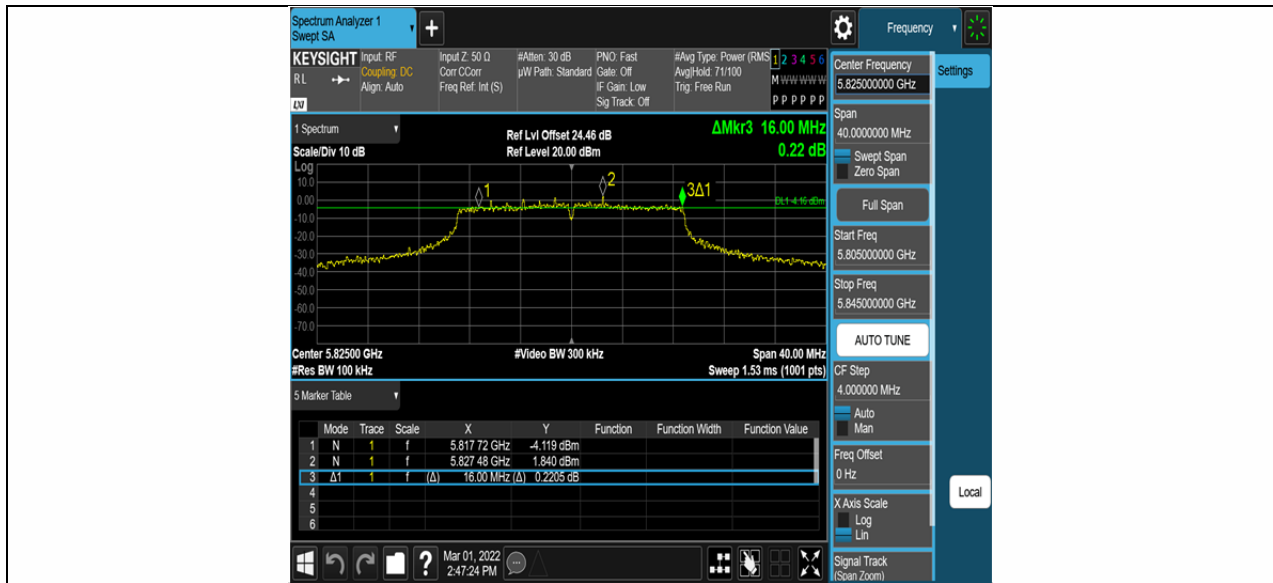 Spectrum Analyzer 1
Swept SA
+
Frequency
KEYSIGHT
RL
LXI
Input: RF
Coupling: DC
Align: Auto
Input Z: 50 Ω
Corr CCorr
Freq Ref: Int (S)
#Atten: 30 dB
µW Path: Standard
PNO: Fast
Gate: Off
IF Gain: Low
Sig Track: Off
#Avg Type: Power (RMS
Avg|Hold: 71/100
Trig: Free Run
1 2 3 4 5 6
M W W W W W
P P P P P P
1 Spectrum
Scale/Div 10 dB
Ref Lvl Offset 24.46 dB
Ref Level 20.00 dBm
ΔMkr3 16.00 MHz
0.22 dB
Log
10.0
0.00
-10.0
-20.0
-30.0
-40.0
-50.0
-60.0
-70.0
1
2
3Δ1
DL1 -4.16 dBm
Center 5.82500 GHz
#Video BW 300 kHz
Span 40.00 MHz
#Res BW 100 kHz
Sweep 1.53 ms (1001 pts)
5 Marker Table
Mode Trace Scale X Y Function Function Width Function Value
1 N 1 f 5.817 72 GHz -4.119 dBm
2 N 1 f 5.827 48 GHz 1.840 dBm
3 Δ1 1 f (Δ) 16.00 MHz (Δ) 0.2205 dB
4
5
6
?
Mar 01, 2022
2:47:24 PM
Center Frequency
5.825000000 GHz
Settings
Span
40.0000000 MHz
Swept Span
Zero Span
Full Span
Start Freq
5.805000000 GHz
Stop Freq
5.845000000 GHz
AUTO TUNE
CF Step
4.000000 MHz
Auto
Man
Freq Offset
0 Hz
X Axis Scale
Log
Lin
Local
Signal Track
(Span Zoom)